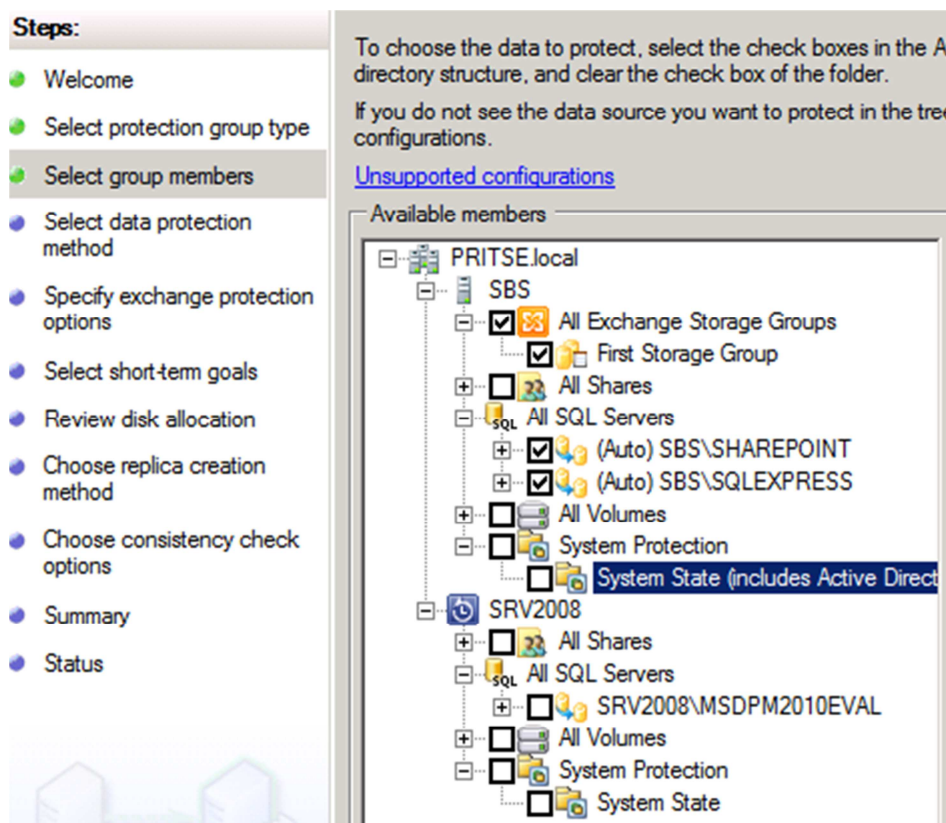 Steps:
Welcome
Select protection group type
Select group members
Select data protection
method
Specify exchange protection
options
Select short-term goals
Review disk allocation
Choose replica creation
method
Choose consistency check
options
Summary
Status
To choose the data to protect, select the check boxes in the A
directory structure, and clear the check box of the folder.
If you do not see the data source you want to protect in the tree
configurations.
Unsupported configurations
Available members
PRITSE.local
SBS
All Exchange Storage Groups
First Storage Group
All Shares
SQL All SQL Servers
(Auto) SBS\SHAREPOINT
(Auto) SBS\SQLEXPRESS
All Volumes
System Protection
System State (includes Active Direct
SRV2008
All Shares
SQL All SQL Servers
SRV2008\MSDPM2010EVAL
All Volumes
System Protection
System State